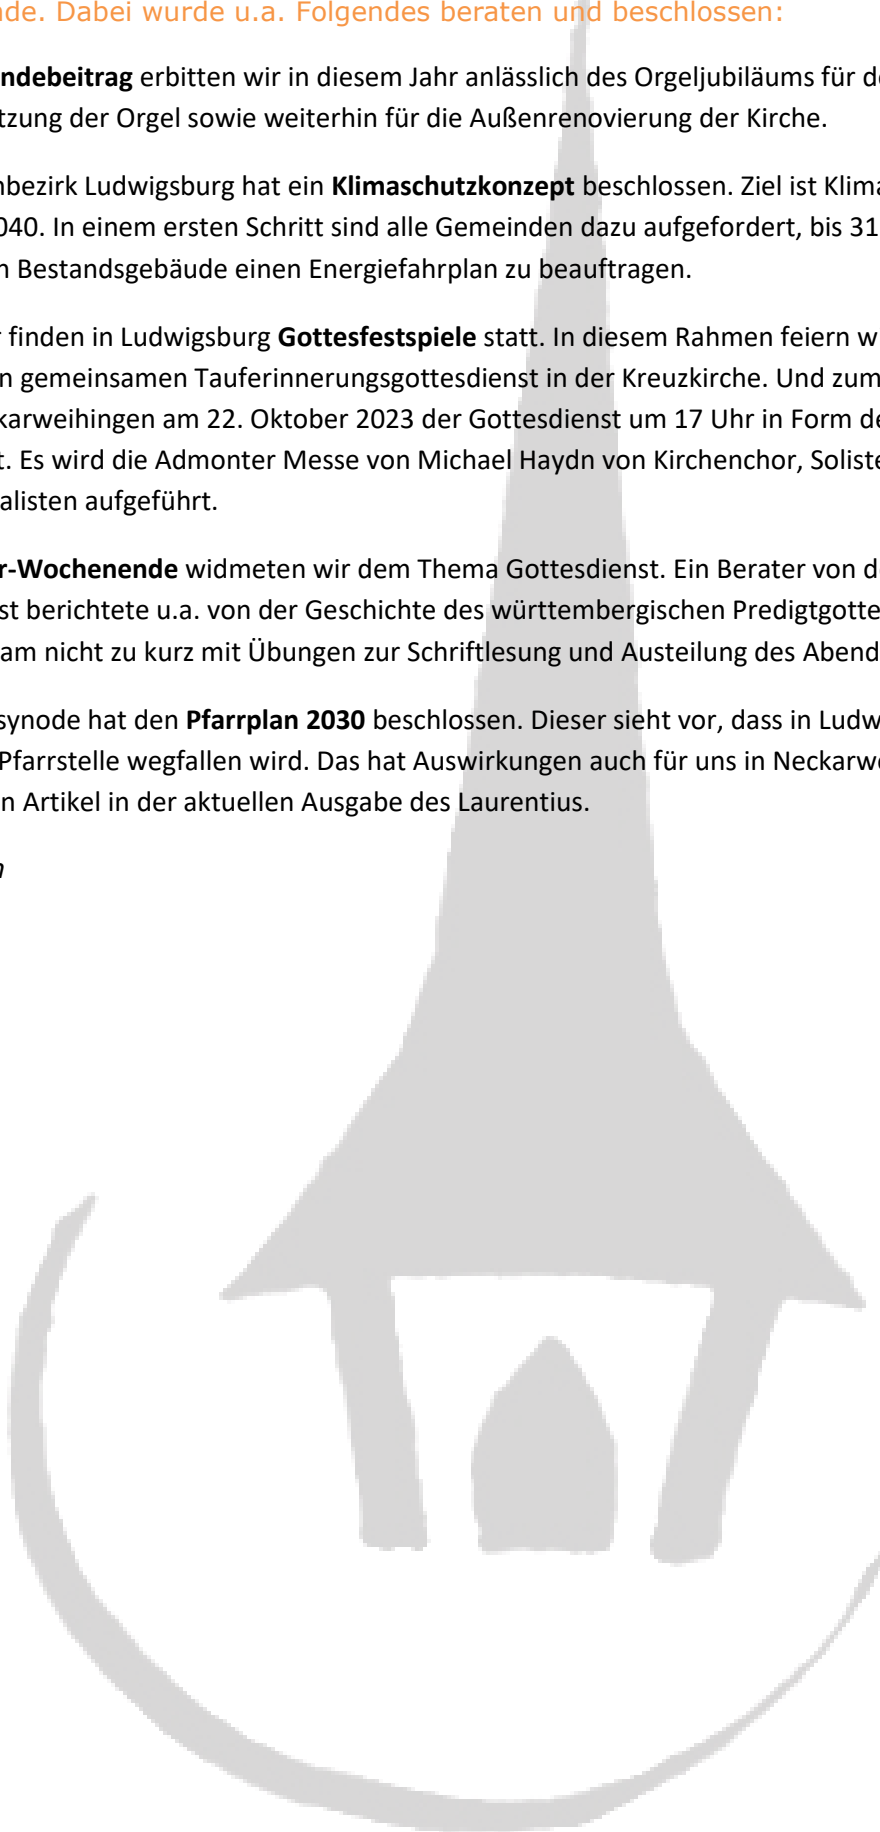 nde. Dabei wurde u.a. Folgendes beraten und beschlossen:
ndebeitrag erbitten wir in diesem Jahr anlässlich des Orgeljubiläums für de
tzung der Orgel sowie weiterhin für die Außenrenovierung der Kirche.
nbezirk Ludwigsburg hat ein Klimaschutzkonzept beschlossen. Ziel ist Klima
040. In einem ersten Schritt sind alle Gemeinden dazu aufgefordert, bis 31
n Bestandsgebäude einen Energiefahrplan zu beauftragen.
r finden in Ludwigsburg Gottesfestspiele statt. In diesem Rahmen feiern w
n gemeinsamen Tauferinnerungsgottesdienst in der Kreuzkirche. Und zum
karweihingen am 22. Oktober 2023 der Gottesdienst um 17 Uhr in Form de
t. Es wird die Admonter Messe von Michael Haydn von Kirchenchor, Soliste
alisten aufgeführt.
r-Wochenende widmeten wir dem Thema Gottesdienst. Ein Berater von de
st berichtete u.a. von der Geschichte des württembergischen Predigtgotte
am nicht zu kurz mit Übungen zur Schriftlesung und Austeilung des Abend
synode hat den Pfarrplan 2030 beschlossen. Dieser sieht vor, dass in Ludw
Pfarrstelle wegfallen wird. Das hat Auswirkungen auch für uns in Neckarwe
n Artikel in der aktuellen Ausgabe des Laurentius.
n